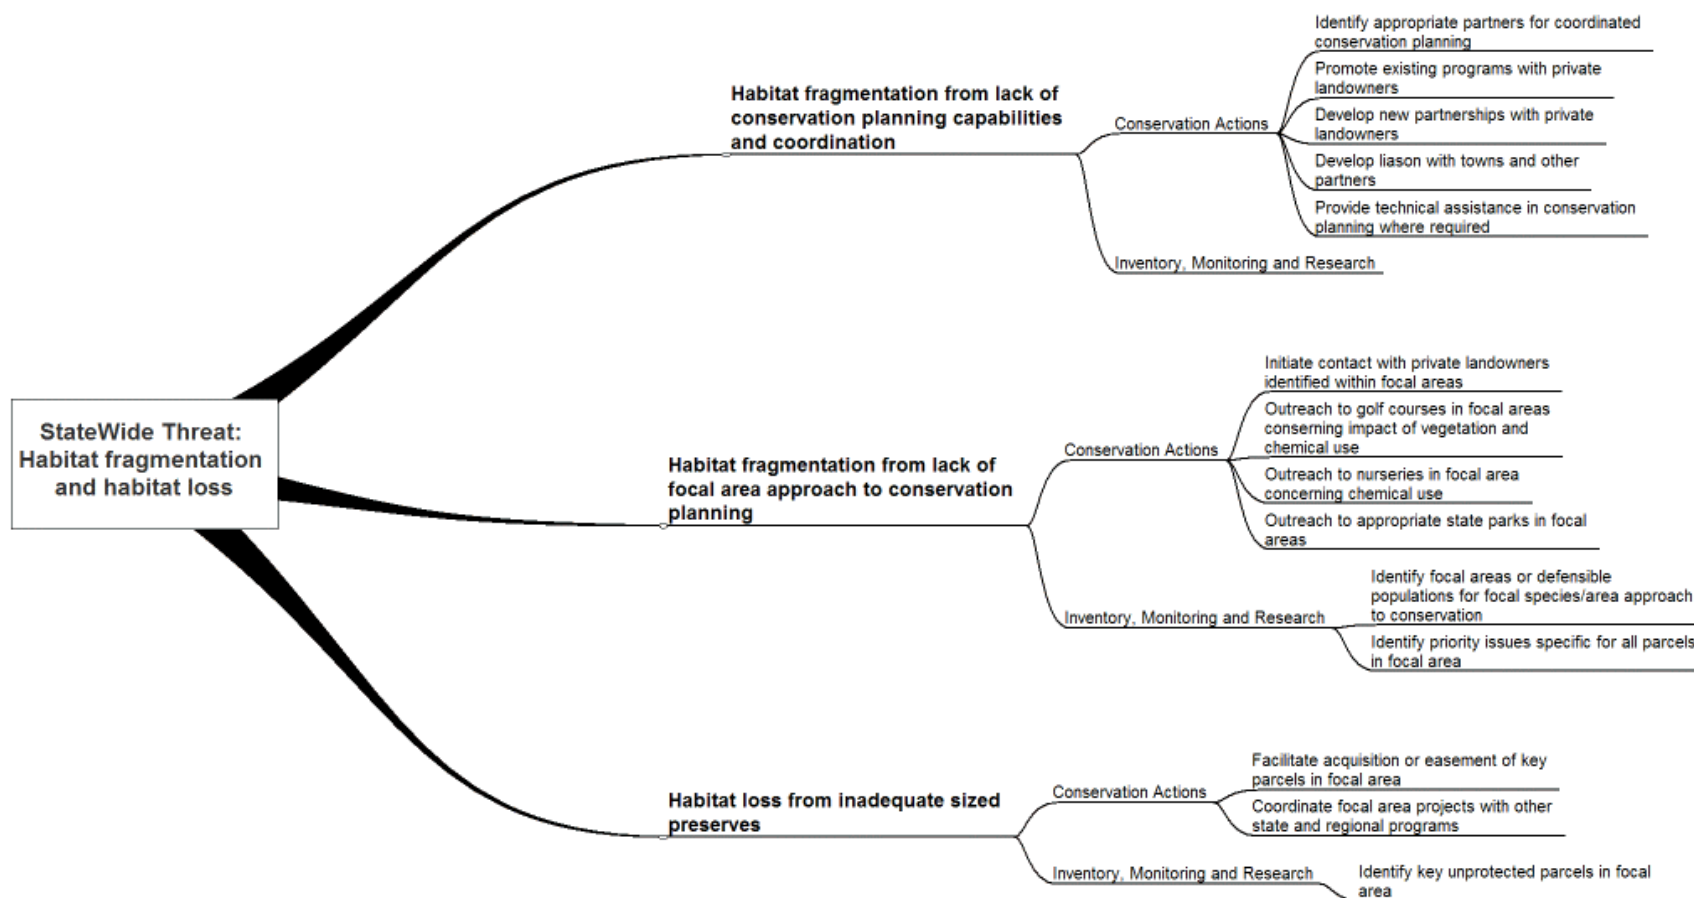 StateWide Threat:
Habitat fragmentation
and habitat loss
Habitat fragmentation from lack of
conservation planning capabilities
and coordination
Conservation Actions
Identify appropriate partners for coordinated
conservation planning
Promote existing programs with private
landowners
Develop new partnerships with private
landowners
Develop liason with towns and other
partners
Provide technical assistance in conservation
planning where required
Inventory, Monitoring and Research
Habitat fragmentation from lack of
focal area approach to conservation
planning
Conservation Actions
Initiate contact with private landowners
identified within focal areas
Outreach to golf courses in focal areas
conserning impact of vegetation and
chemical use
Outreach to nurseries in focal area
concerning chemical use
Outreach to appropriate state parks in focal
areas
Inventory, Monitoring and Research
Identify focal areas or defensible
populations for focal species/area approach
to conservation
Identify priority issues specific for all parcels
in focal area
Habitat loss from inadequate sized
preserves
Conservation Actions
Facilitate acquisition or easement of key
parcels in focal area
Coordinate focal area projects with other
state and regional programs
Inventory, Monitoring and Research
Identify key unprotected parcels in focal
area